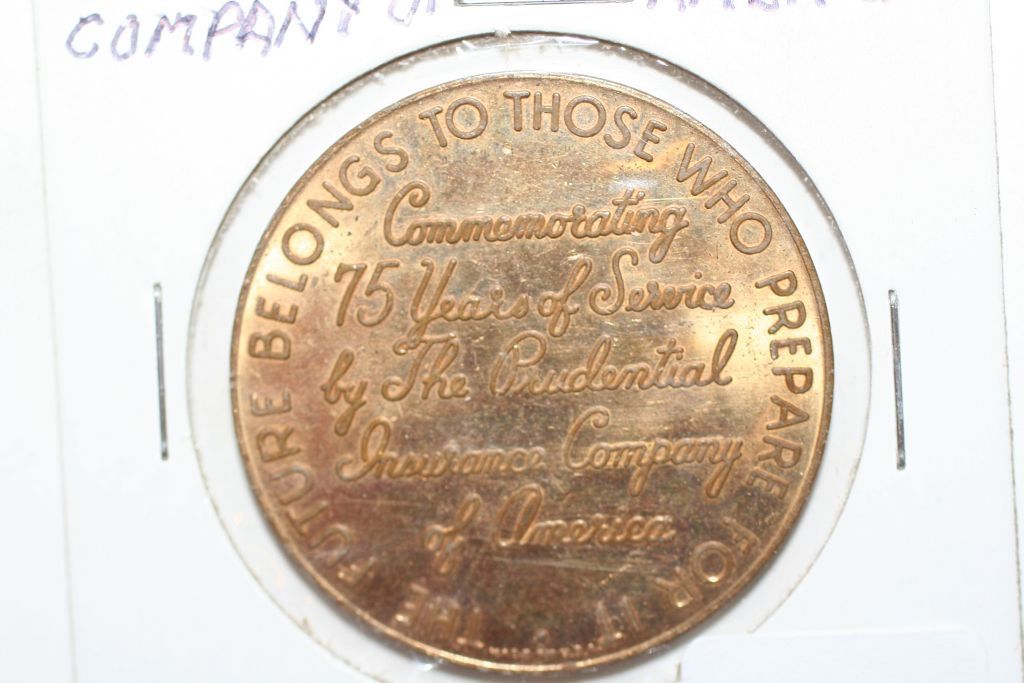 COMPANY OF
THE FUTURE BELONGS TO THOSE WHO PREPARE FOR IT
Commemorating
75 Years of Service
by The Prudential
Insurance Company
of America